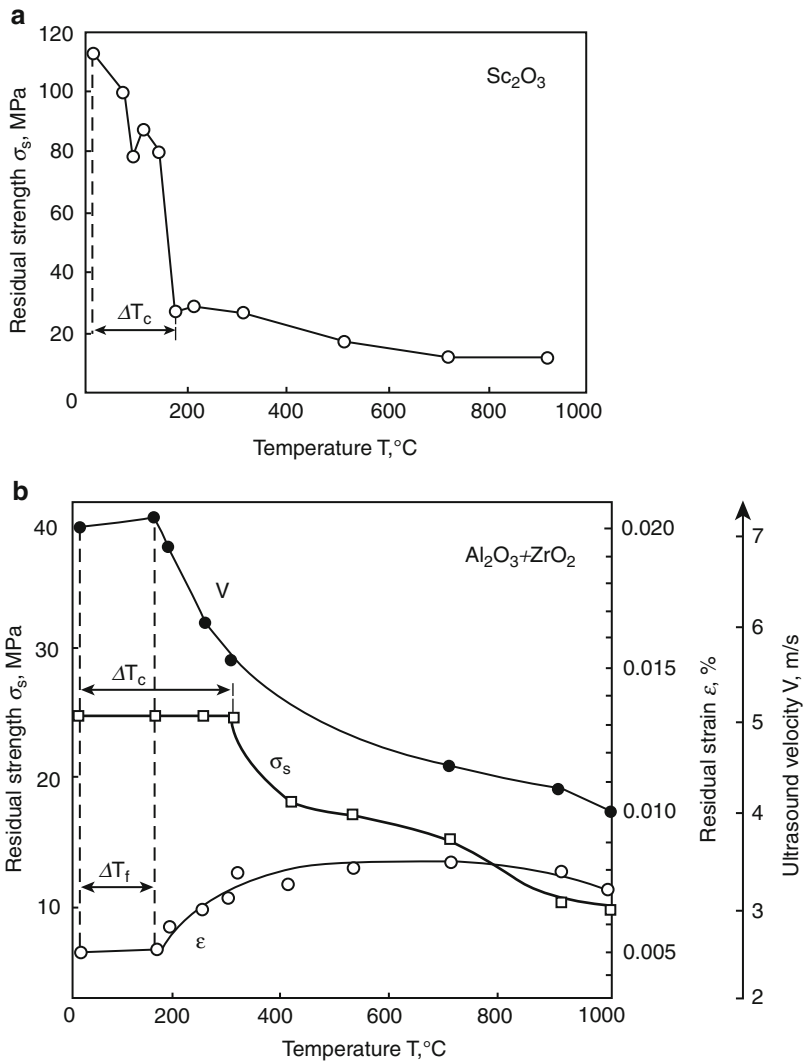 a
120
100
80
60
40
20
0
Residual strength σs, MPa
Sc2O3
ΔTc
200
400
600
800
1000
Temperature T,°C
b
40
30
20
10
Residual strength σs, MPa
Al2O3+ZrO2
V
ΔTc
σs
ΔTf
ε
0
200
400
600
800
1000
Temperature T,°C
0.020
0.015
0.010
0.005
Residual strain ε, %
7
6
5
4
3
2
Ultrasound velocity V, m/s